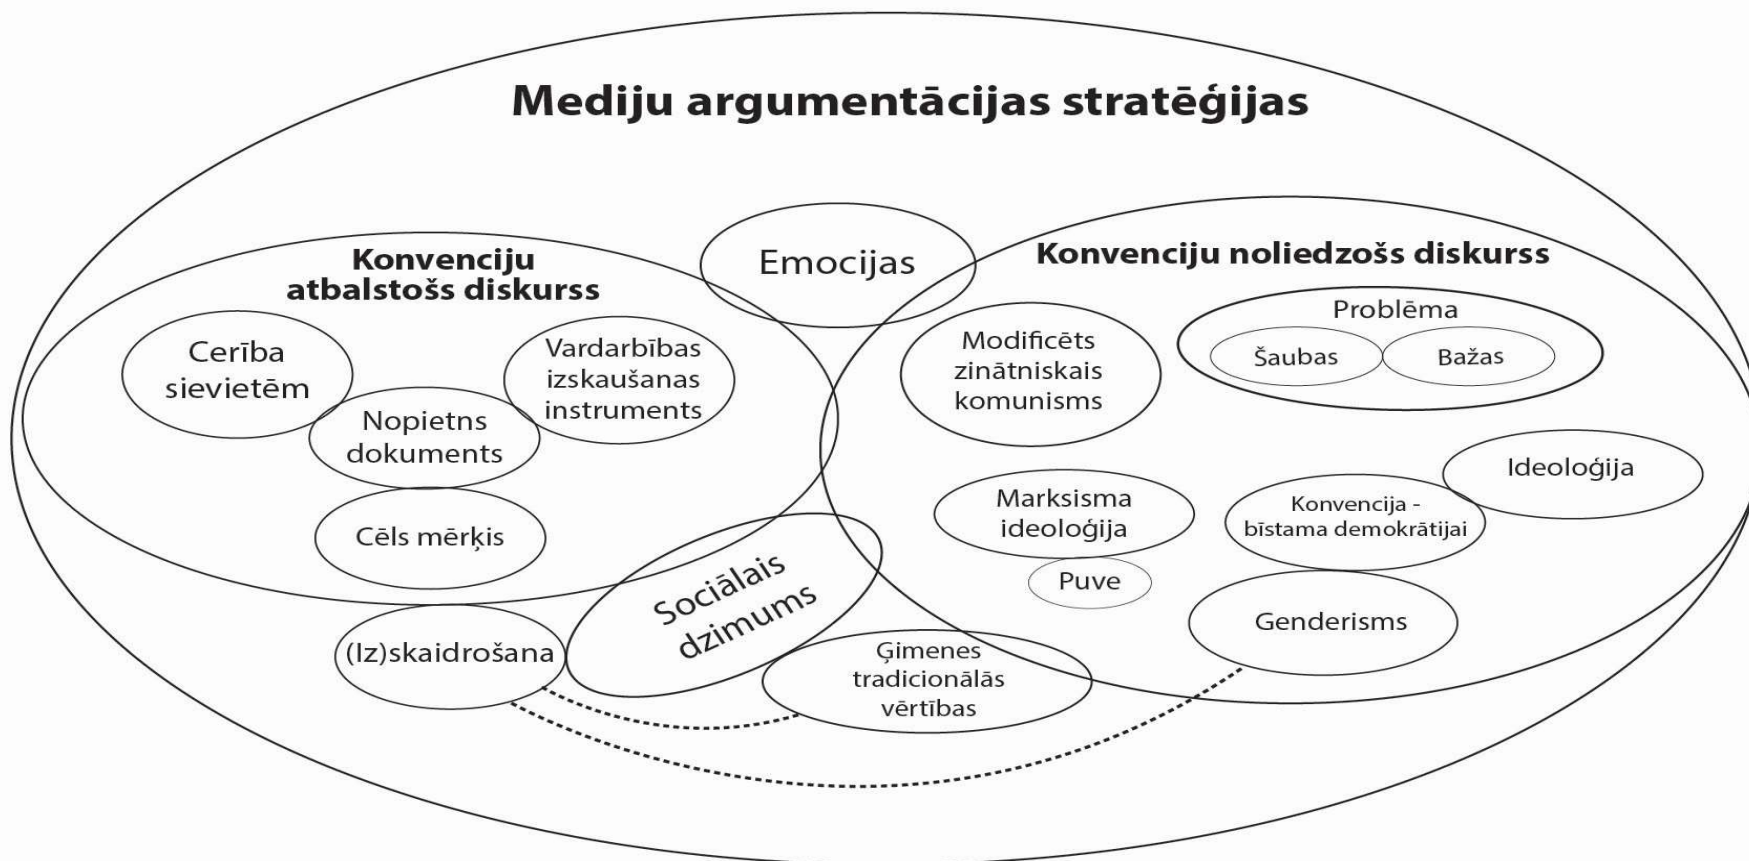 Mediju argumentācijas stratēģijas
Emocijas
Konvenciju
atbalstošs diskurss
Cerība
sievietēm
Vardarbības
izskaušanas
instruments
Nopietns
dokuments
Cēls mērķis
(Iz)skaidrošana
Sociālais
dzimums
Ģimenes
tradicionālās
vērtības
Konvenciju noliedzošs diskurss
Problēma
Šaubas
Bažas
Modificēts
zinātniskais
komunisms
Ideoloģija
Marksisma
ideoloģija
Konvencija -
bīstama demokrātijai
Puve
Genderisms